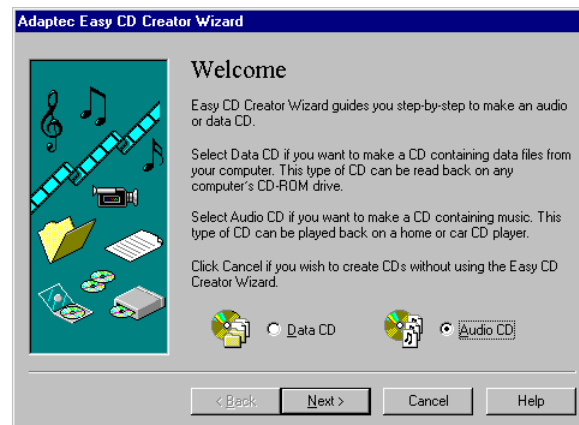 Adaptec Easy CD Creator Wizard
Welcome
Easy CD Creator Wizard guides you step-by-step to make an audio
or data CD.
Select Data CD if you want to make a CD containing data files from
your computer. This type of CD can be read back on any
computer's CD-ROM drive.
Select Audio CD if you want to make a CD containing music. This
type of CD can be played back on a home or car CD player.
Click Cancel if you wish to create CDs without using the Easy CD
Creator Wizard.
Data CD Audio CD
< Back Next > Cancel Help